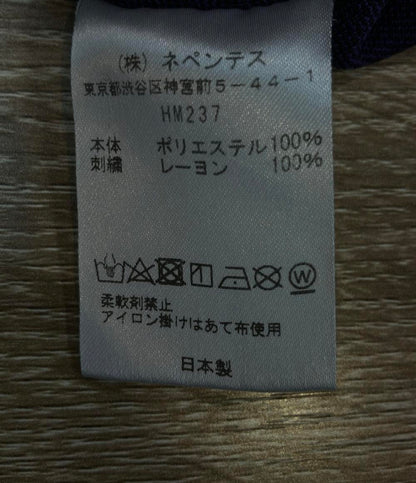 (株) ネペンテス
東京都渋谷区神宮前5-44-1
HM237
本体 ポリエステル100%
刺繍 レーヨン 100%
W
柔軟剤禁止
アイロン掛けはあて布使用
日本製